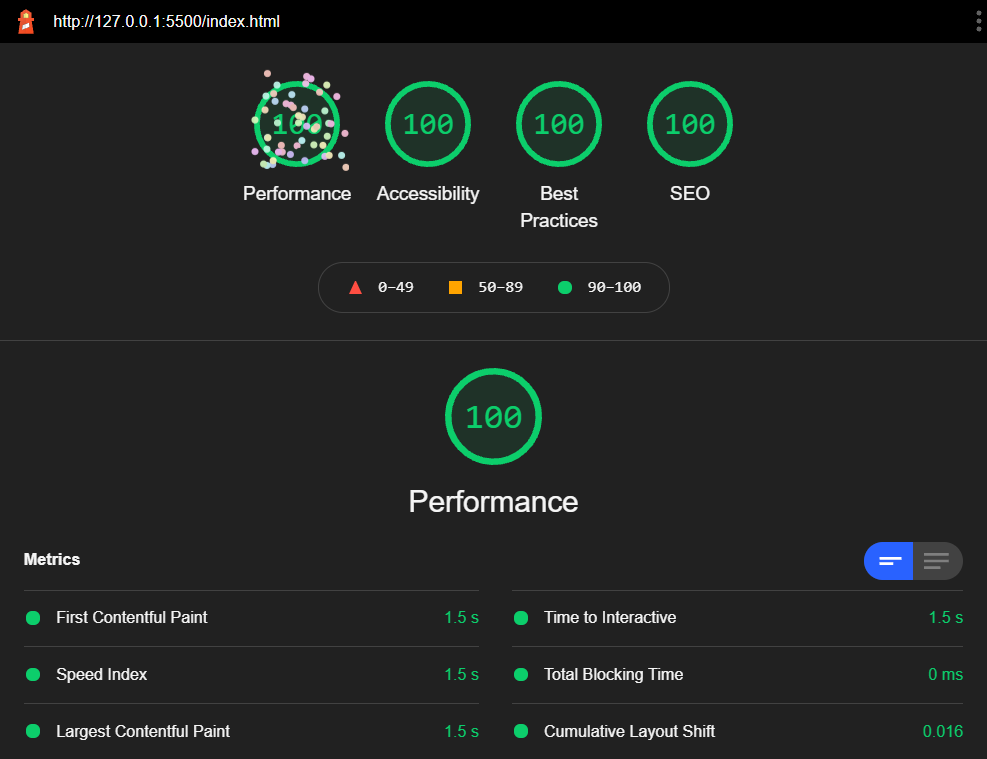 http://127.0.0.1:5500/index.html
100 100 100 100
Performance Accessibility Best Practices SEO
0–49 50–89 90–100
100
Performance
Metrics
First Contentful Paint 1.5 s
Time to Interactive 1.5 s
Speed Index 1.5 s
Total Blocking Time 0 ms
Largest Contentful Paint 1.5 s
Cumulative Layout Shift 0.016